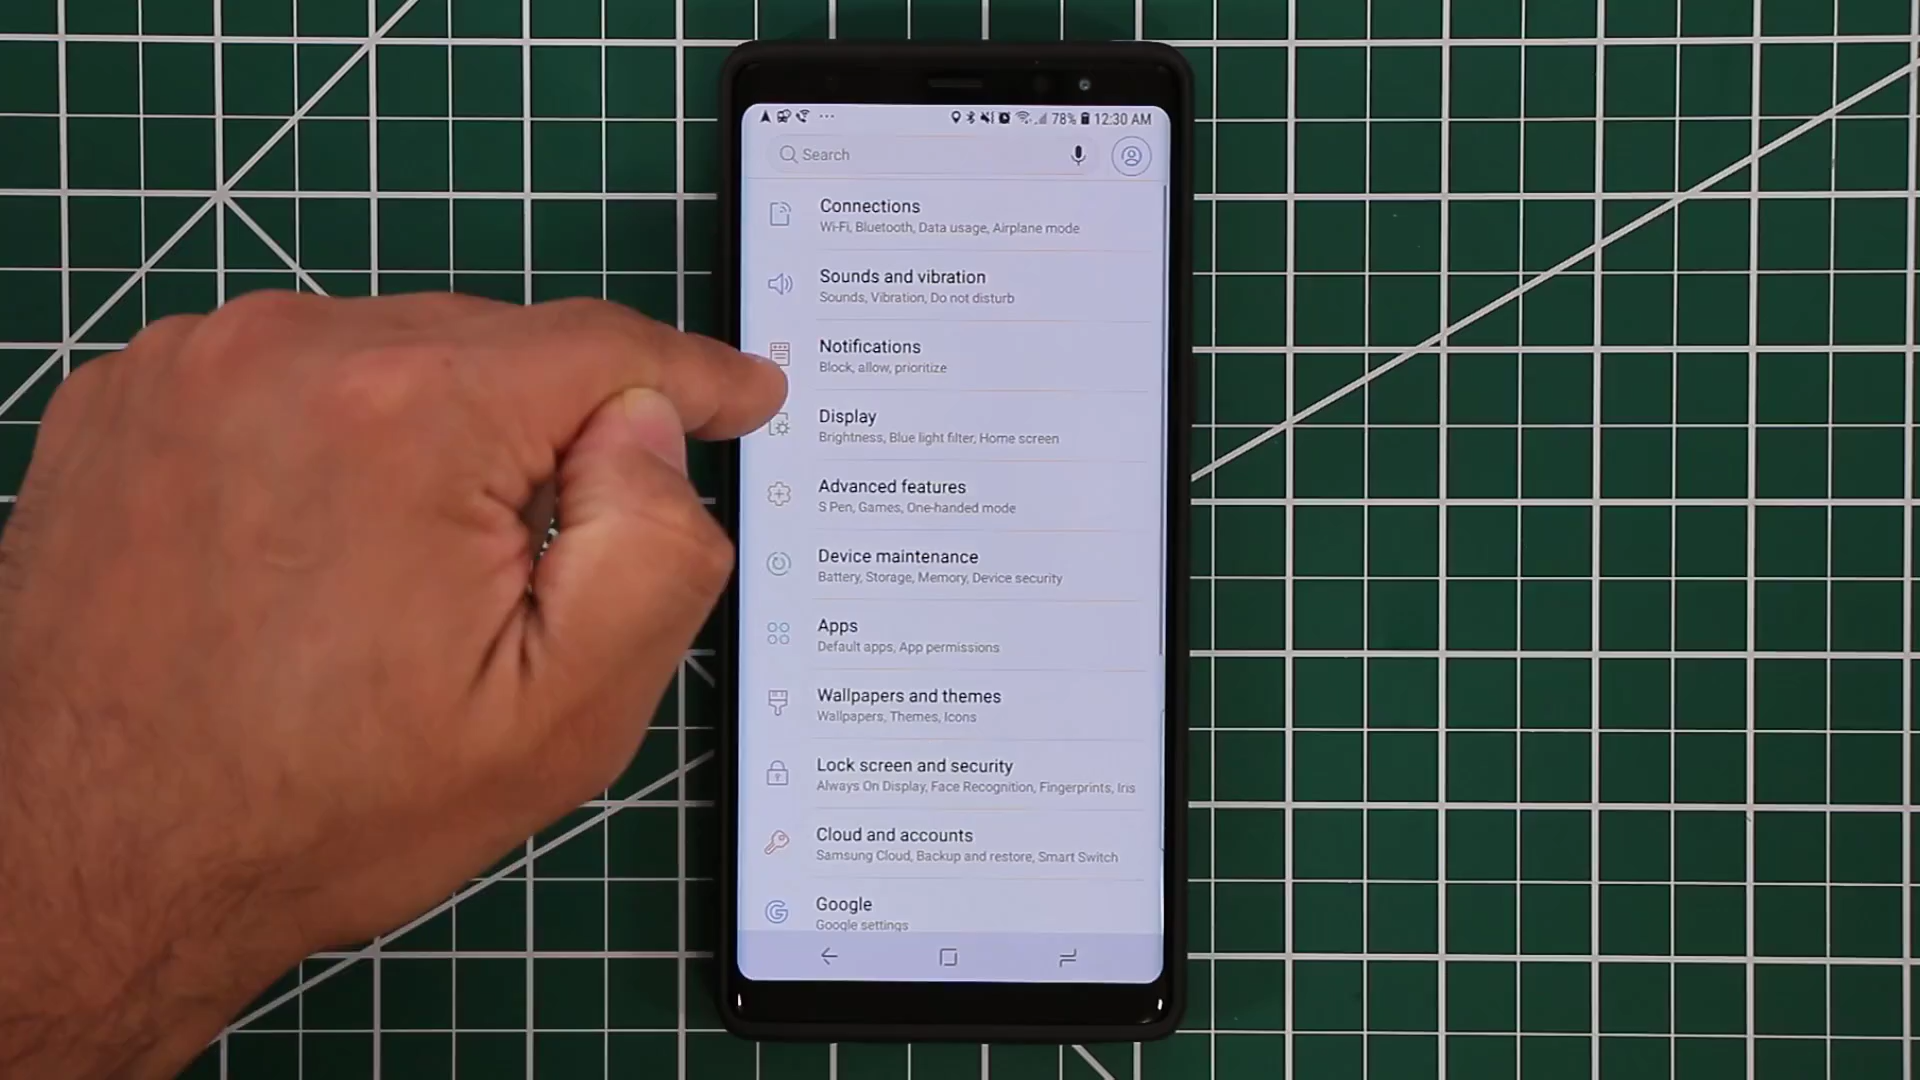 78% 12:30 AM
Search
Connections
Wi-Fi, Bluetooth, Data usage, Airplane mode
Sounds and vibration
Sounds, Vibration, Do not disturb
Notifications
Block, allow, prioritize
Display
Brightness, Blue light filter, Home screen
Advanced features
S Pen, Games, One-handed mode
Device maintenance
Battery, Storage, Memory, Device security
Apps
Default apps, App permissions
Wallpapers and themes
Wallpapers, Themes, Icons
Lock screen and security
Always On Display, Face Recognition, Fingerprints, Iris
Cloud and accounts
Samsung Cloud, Backup and restore, Smart Switch
Google
Google settings